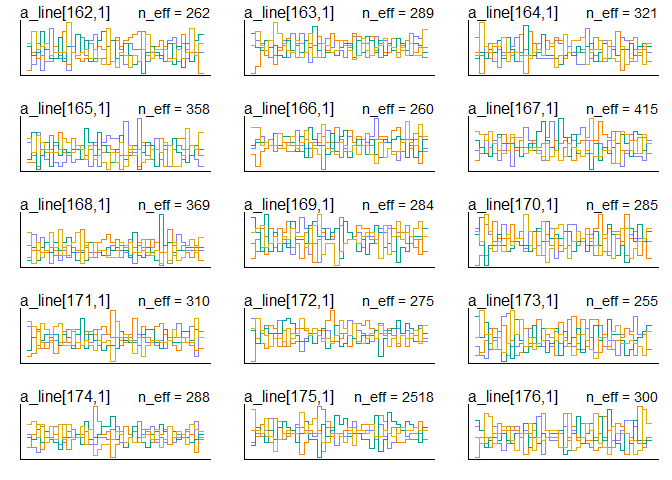 a_line[162,1] n_eff = 262
a_line[163,1] n_eff = 289
a_line[164,1] n_eff = 321
a_line[165,1] n_eff = 358
a_line[166,1] n_eff = 260
a_line[167,1] n_eff = 415
a_line[168,1] n_eff = 369
a_line[169,1] n_eff = 284
a_line[170,1] n_eff = 285
a_line[171,1] n_eff = 310
a_line[172,1] n_eff = 275
a_line[173,1] n_eff = 255
a_line[174,1] n_eff = 288
a_line[175,1] n_eff = 2518
a_line[176,1] n_eff = 300